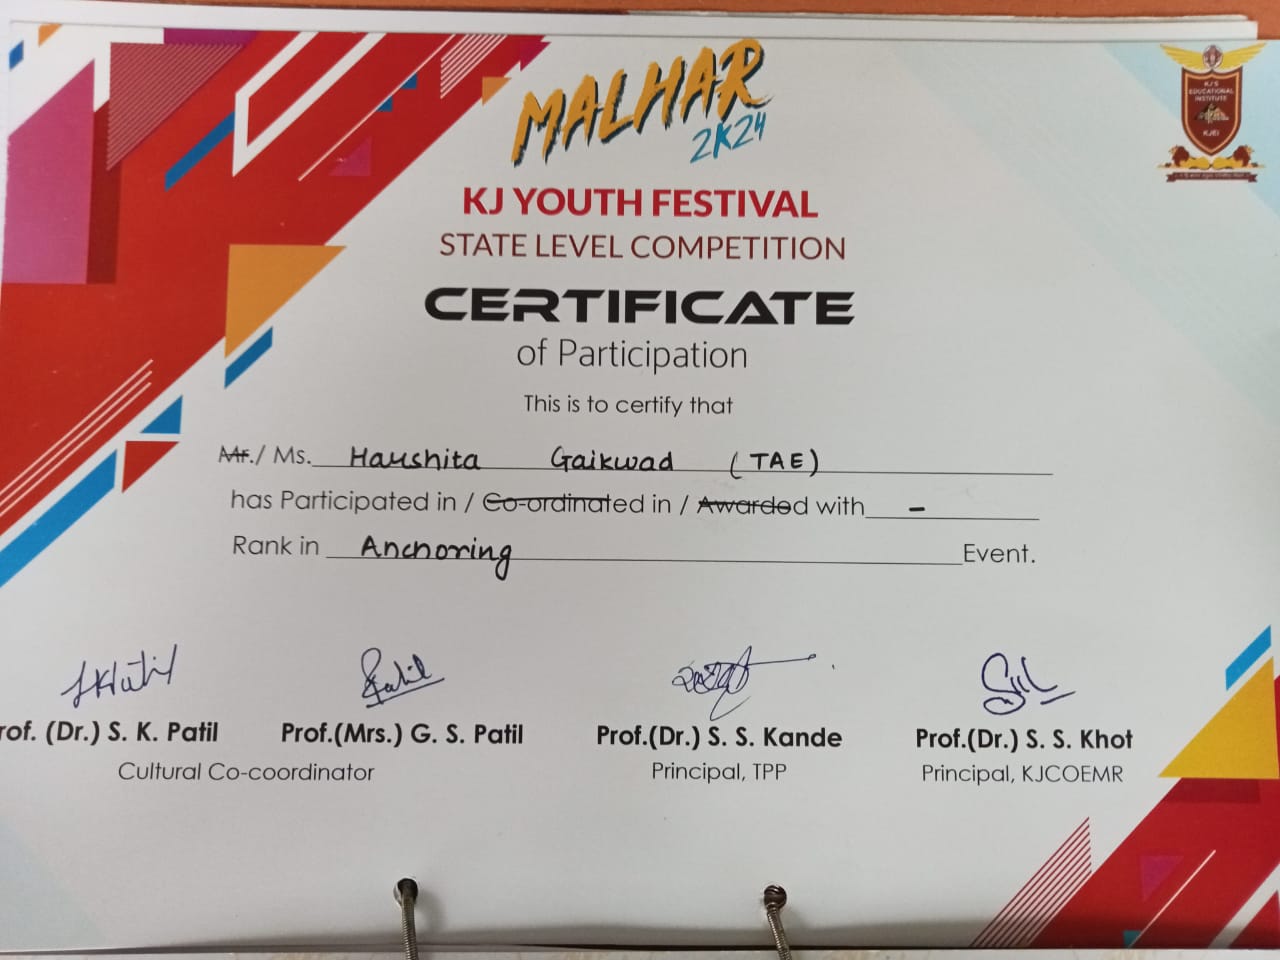 MALHAR
2K24
KJ'S
EDUCATIONAL
INSTITUTE
KJEI
KJ YOUTH FESTIVAL
STATE LEVEL COMPETITION
CERTIFICATE
of Participation
This is to certify that
Mr./ Ms. Haushita Gaikwad (TAE)
has Participated in / Co-ordinated in / Awarded with -
Rank in Anchoring Event.
rof. (Dr.) S. K. Patil Prof.(Mrs.) G. S. Patil Prof.(Dr.) S. S. Kande Prof.(Dr.) S. S. Khot
Cultural Co-coordinator Principal, TPP Principal, KJCOEMR